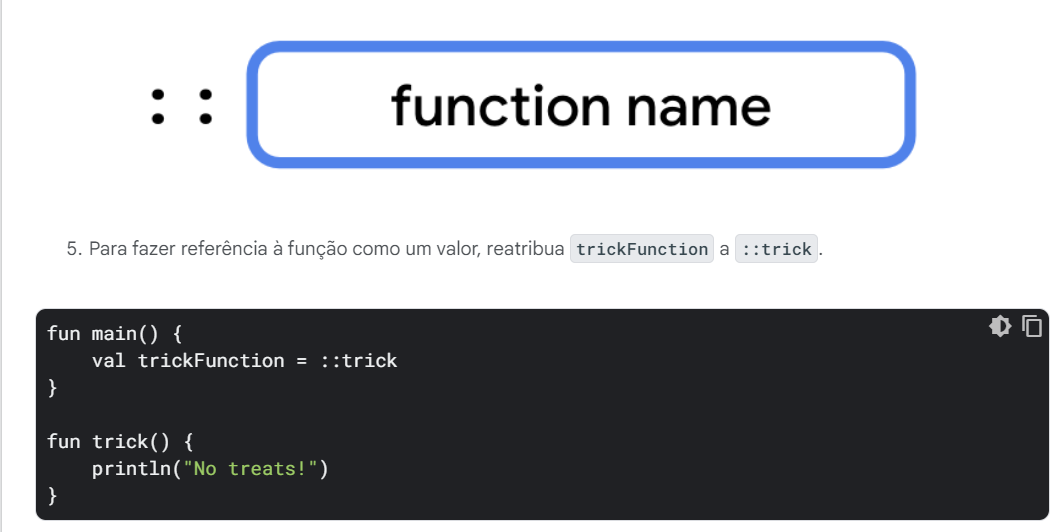 :: function name
5. Para fazer referência à função como um valor, reatribua trickFunction a ::trick.
fun main() {
    val trickFunction = ::trick
}
fun trick() {
    println("No treats!")
}